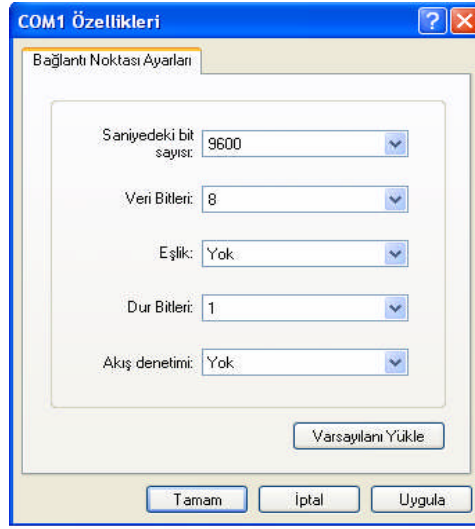 COM1 Özellikleri
Bağlantı Noktası Ayarları
Saniyedeki bit
sayısı: 9600
Veri Bitleri: 8
Eşlik: Yok
Dur Bitleri: 1
Akış denetimi: Yok
Varsayılanı Yükle
Tamam İptal Uygula